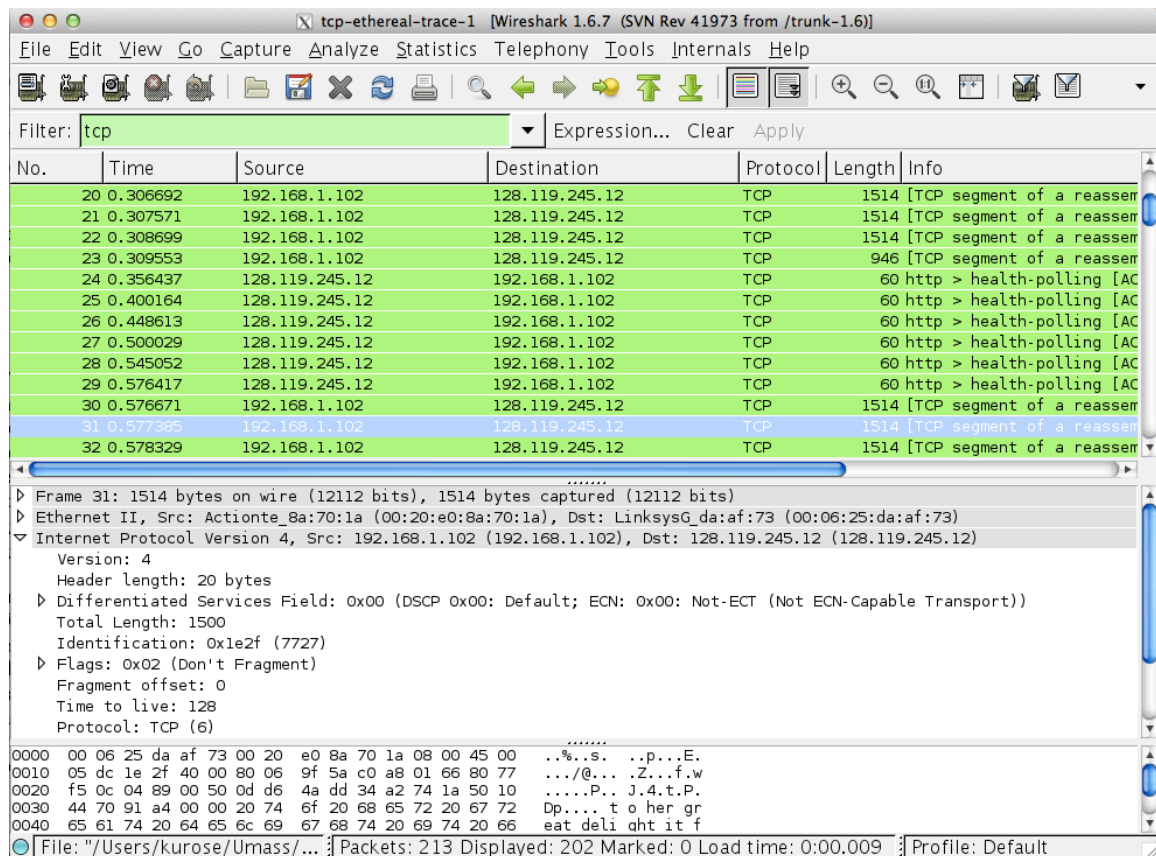 tcp-ethereal-trace-1 [Wireshark 1.6.7 (SVN Rev 41973 from /trunk-1.6)]
File Edit View Go Capture Analyze Statistics Telephony Tools Internals Help
Filter: tcp Expression... Clear Apply
No. Time Source Destination Protocol Length Info
20 0.306692 192.168.1.102 128.119.245.12 TCP 1514 [TCP segment of a reassem
21 0.307571 192.168.1.102 128.119.245.12 TCP 1514 [TCP segment of a reassem
22 0.308699 192.168.1.102 128.119.245.12 TCP 1514 [TCP segment of a reassem
23 0.309553 192.168.1.102 128.119.245.12 TCP 946 [TCP segment of a reassem
24 0.356437 128.119.245.12 192.168.1.102 TCP 60 http > health-polling [AC
25 0.400164 128.119.245.12 192.168.1.102 TCP 60 http > health-polling [AC
26 0.448613 128.119.245.12 192.168.1.102 TCP 60 http > health-polling [AC
27 0.500029 128.119.245.12 192.168.1.102 TCP 60 http > health-polling [AC
28 0.545052 128.119.245.12 192.168.1.102 TCP 60 http > health-polling [AC
29 0.576417 128.119.245.12 192.168.1.102 TCP 60 http > health-polling [AC
30 0.576671 192.168.1.102 128.119.245.12 TCP 1514 [TCP segment of a reassem
31 0.577385 192.168.1.102 128.119.245.12 TCP 1514 [TCP segment of a reassem
32 0.578329 192.168.1.102 128.119.245.12 TCP 1514 [TCP segment of a reassem
Frame 31: 1514 bytes on wire (12112 bits), 1514 bytes captured (12112 bits)
Ethernet II, Src: Actionte_8a:70:1a (00:20:e0:8a:70:1a), Dst: LinksysG_da:af:73 (00:06:25:da:af:73)
Internet Protocol Version 4, Src: 192.168.1.102 (192.168.1.102), Dst: 128.119.245.12 (128.119.245.12)
Version: 4
Header length: 20 bytes
Differentiated Services Field: 0x00 (DSCP 0x00: Default; ECN: 0x00: Not-ECT (Not ECN-Capable Transport))
Total Length: 1500
Identification: 0x1e2f (7727)
Flags: 0x02 (Don't Fragment)
Fragment offset: 0
Time to live: 128
Protocol: TCP (6)
0000 00 06 25 da af 73 00 20 e0 8a 70 1a 08 00 45 00 ..%..s. ..p...E.
0010 05 dc 1e 2f 40 00 80 06 9f 5a c0 a8 01 66 80 77 .../@... .Z...f.w
0020 f5 0c 04 89 00 50 0d d6 4a dd 34 a2 74 1a 50 10 .....P.. J.4.t.P.
0030 44 70 91 a4 00 00 20 74 6f 20 68 65 72 20 67 72 Dp.... t o her gr
0040 65 61 74 20 64 65 6c 69 67 68 74 20 69 74 20 66 eat deli ght it f
File: "/Users/kurose/Umass/... Packets: 213 Displayed: 202 Marked: 0 Load time: 0:00.009 Profile: Default